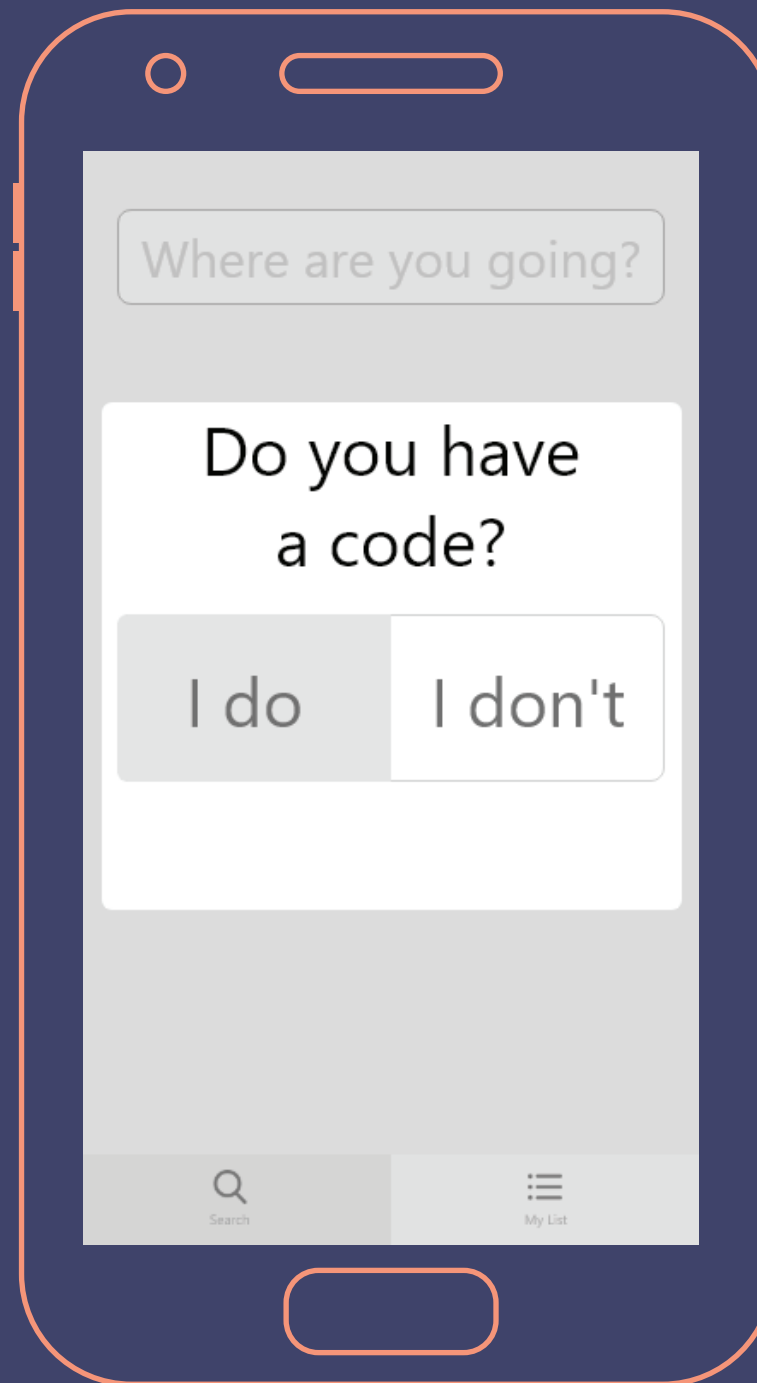 Where are you going?
Do you have
a code?
I do
I don't
Search
My List